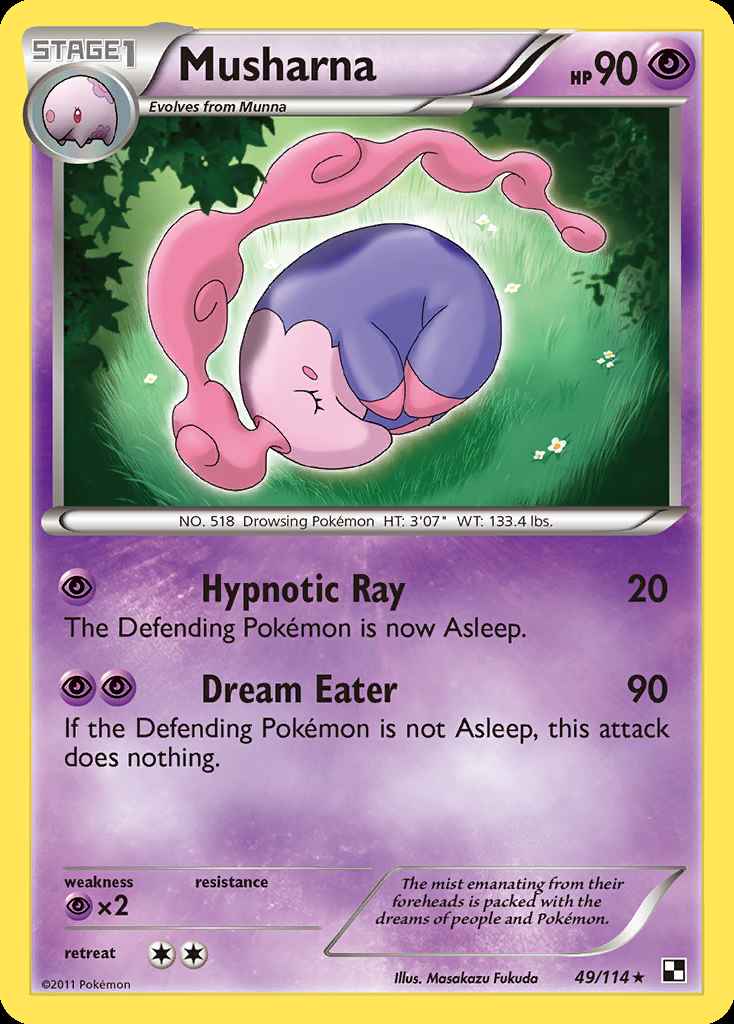 STAGE1
Musharna
HP 90
Evolves from Munna
NO. 518 Drowsing Pokémon HT: 3'07" WT: 133.4 lbs.
Hypnotic Ray 20
The Defending Pokémon is now Asleep.
Dream Eater 90
If the Defending Pokémon is not Asleep, this attack
does nothing.
weakness resistance
×2
The mist emanating from their
foreheads is packed with the
dreams of people and Pokémon.
retreat
©2011 Pokémon
Illus. Masakazu Fukuda 49/114 ★